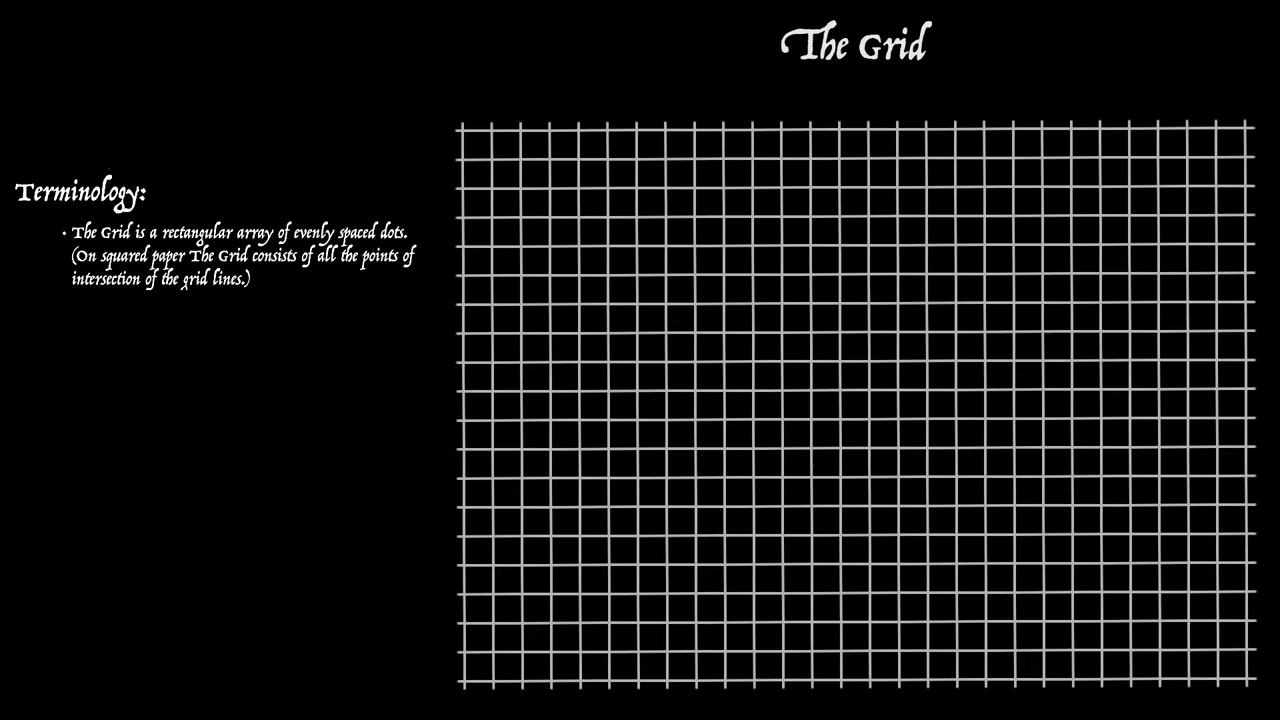 The Grid
Terminology:
· The Grid is a rectangular array of evenly spaced dots.
(On squared paper The Grid consists of all the points of
intersection of the grid lines.)